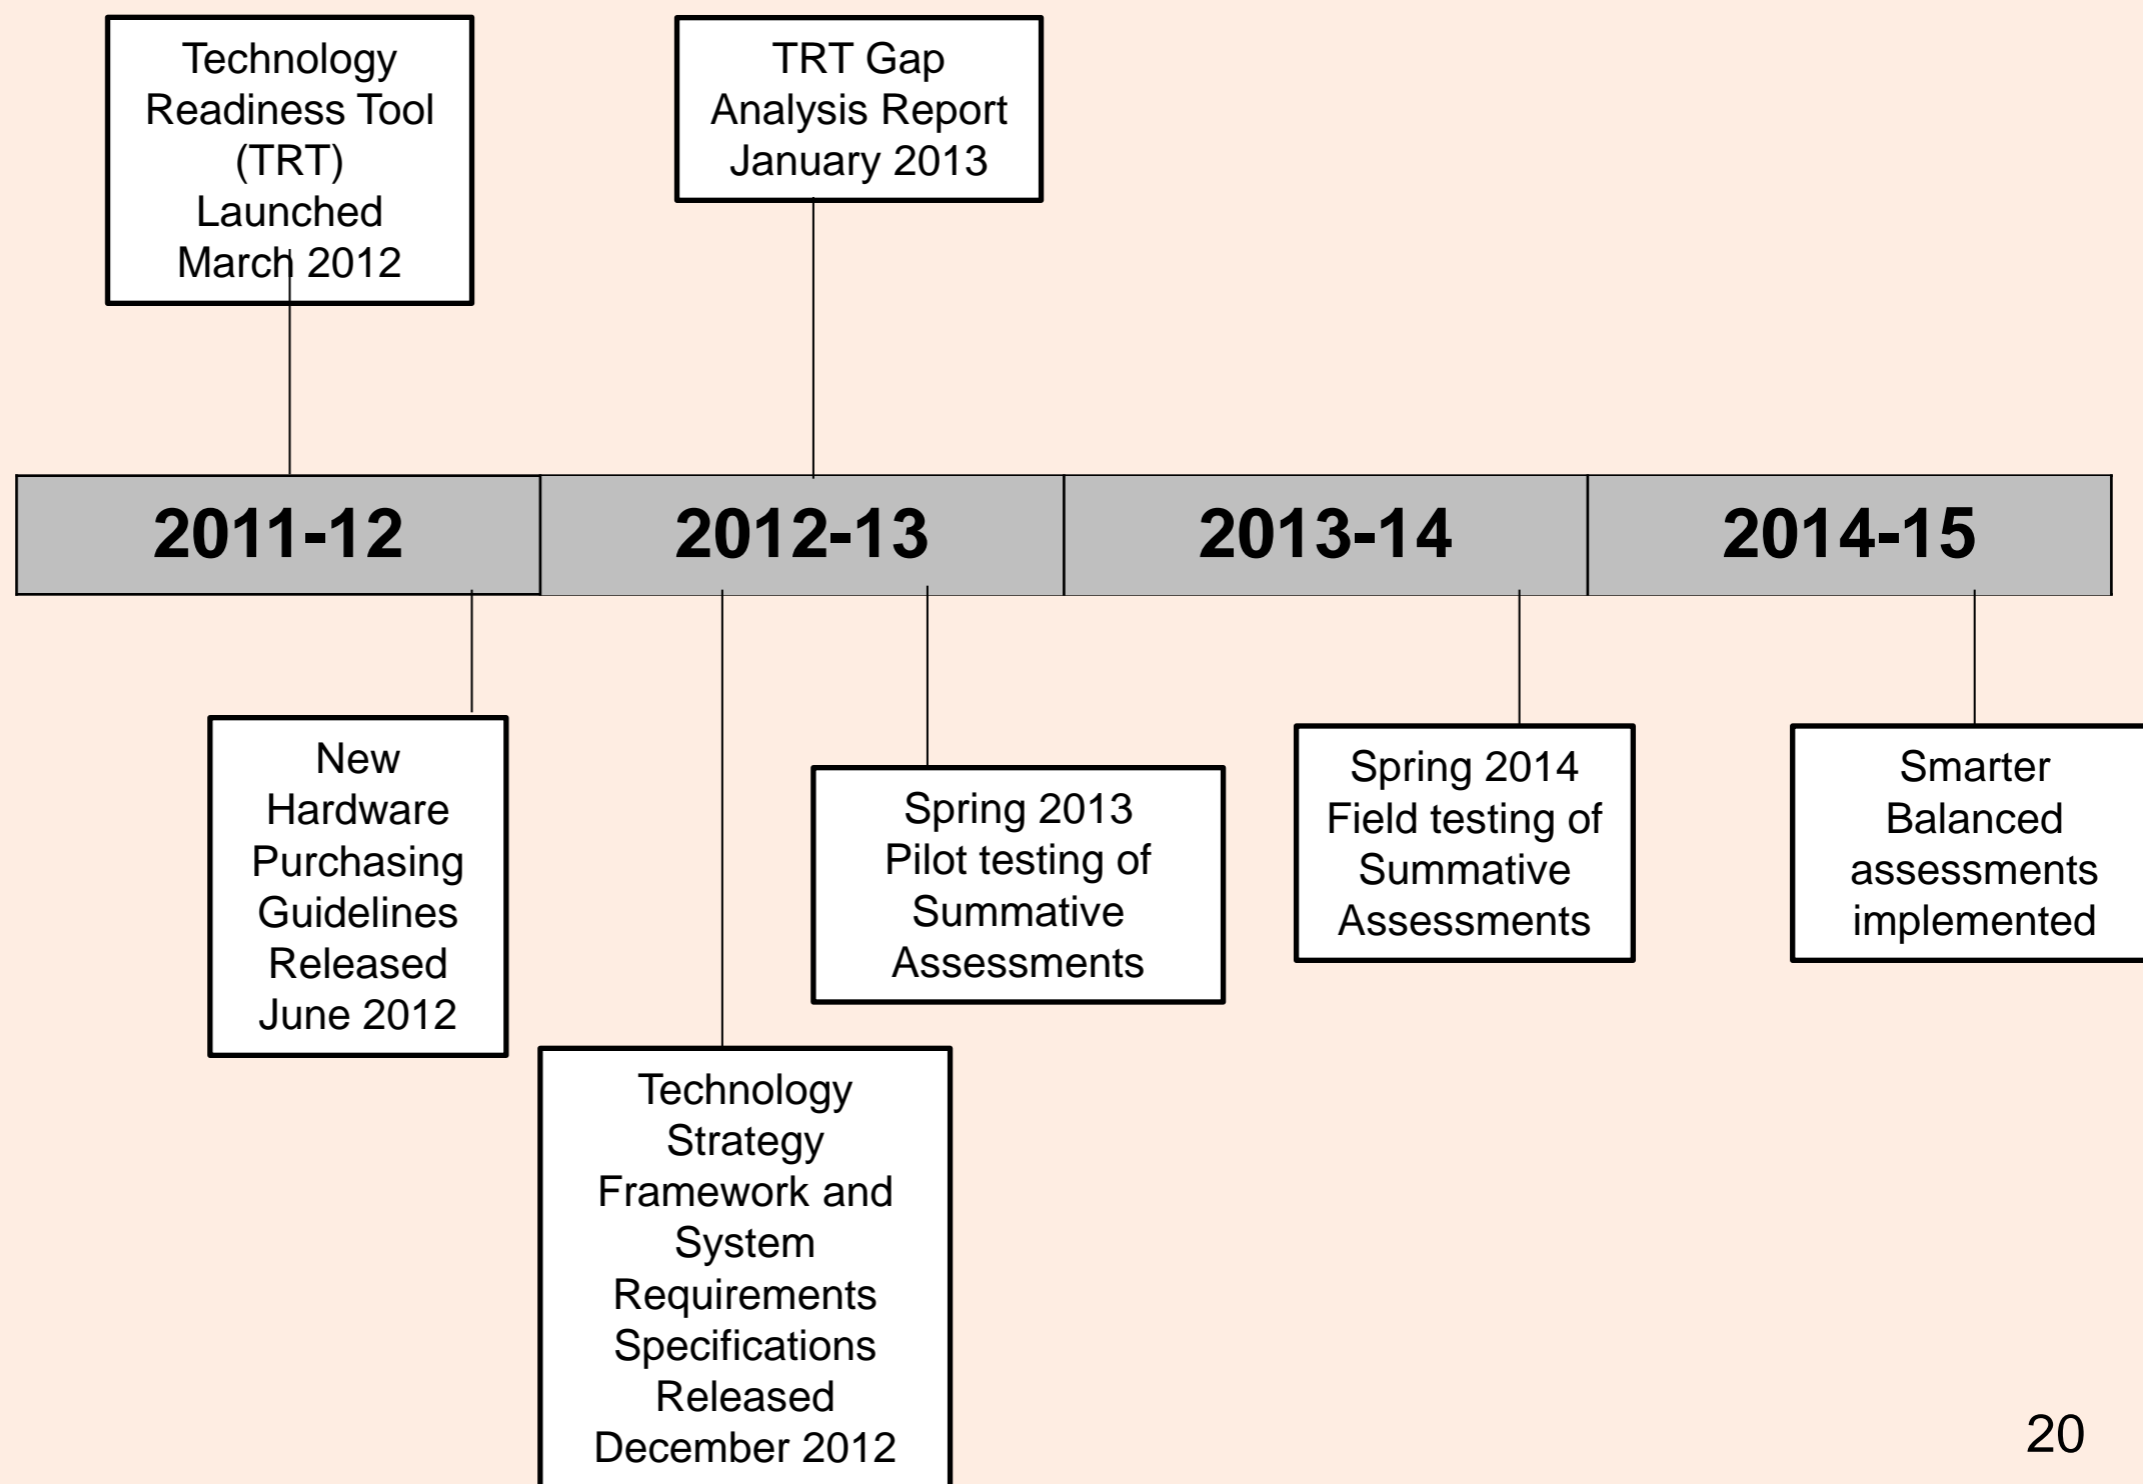 Technology
Readiness Tool
(TRT)
Launched
March 2012
TRT Gap
Analysis Report
January 2013
2011-12
2012-13
2013-14
2014-15
New
Hardware
Purchasing
Guidelines
Released
June 2012
Technology
Strategy
Framework and
System
Requirements
Specifications
Released
December 2012
Spring 2013
Pilot testing of
Summative
Assessments
Spring 2014
Field testing of
Summative
Assessments
Smarter
Balanced
assessments
implemented
20